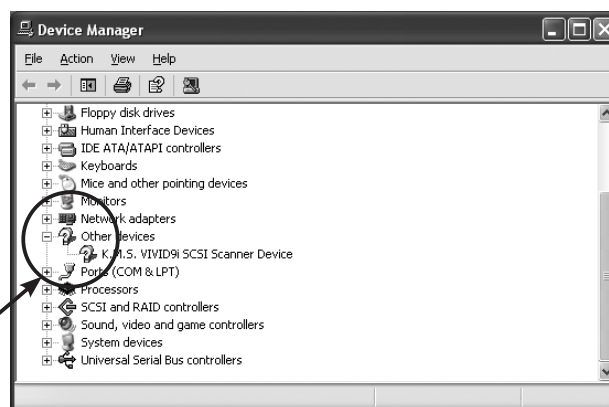 Device Manager
File Action View Help
Floppy disk drives
Human Interface Devices
IDE ATA/ATAPI controllers
Keyboards
Mice and other pointing devices
Monitors
Network adapters
Other devices
K.M.S. VIVID9i SCSI Scanner Device
Ports (COM & LPT)
Processors
SCSI and RAID controllers
Sound, video and game controllers
System devices
Universal Serial Bus controllers